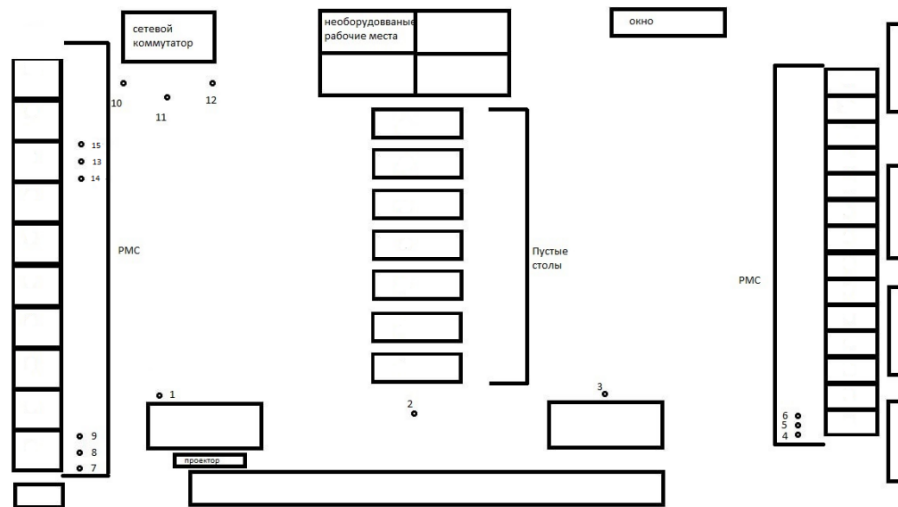 сетевой
коммутатор
необорудовваные
рабочие места
окно
10
11
12
15
13
14
РМС
Пустые
столы
РМС
1
2
3
6
5
4
9
8
7
проектор